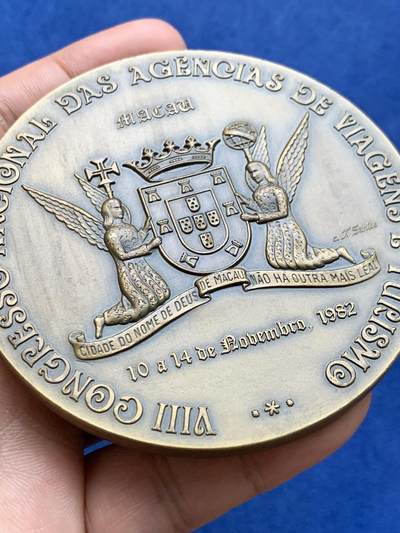 VIII CONGRESSO NACIONAL DAS AGÊNCIAS DE VIAGENS E TURISMO
MACAU
CIDADE DO NOME DE DEUS DE MACAU NÃO HÁ OUTRA MAIS LEAL
10 a 14 de Novembro, 1982